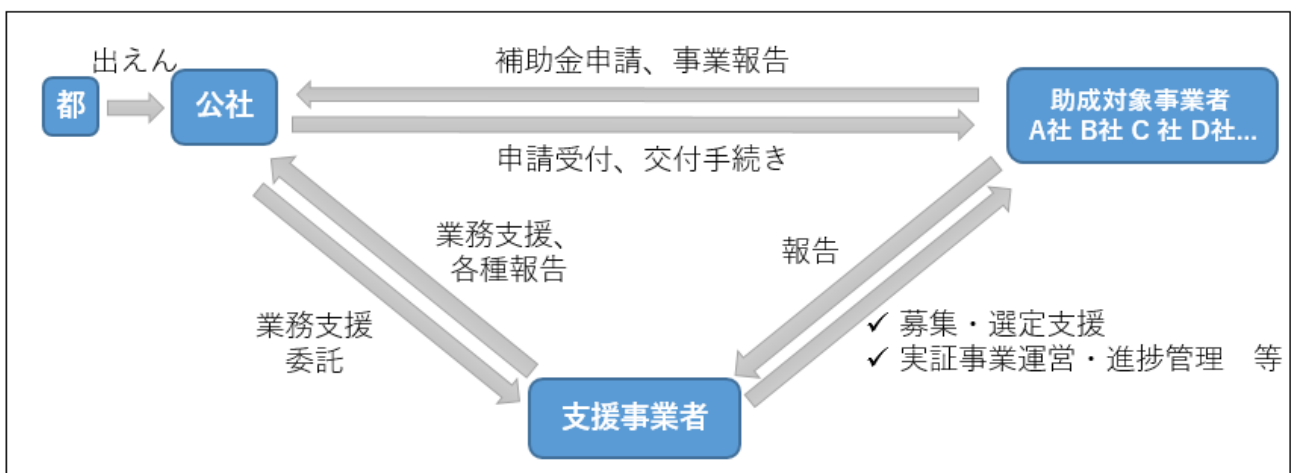 出えん
都
公社
補助金申請、事業報告
申請受付、交付手続き
助成対象事業者
A社 B社 C 社 D社...
業務支援、
各種報告
業務支援
委託
報告
✓ 募集・選定支援
✓ 実証事業運営・進捗管理　等
支援事業者